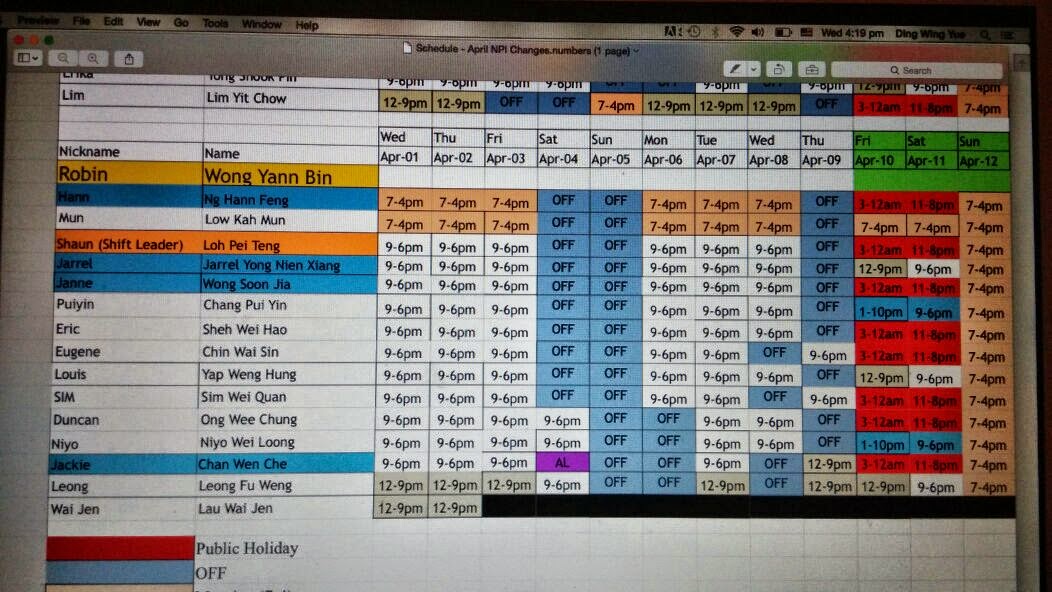 Preview File Edit View Go Tools Window Help Wed 4:19 pm Ding Wing Yue
Schedule - April NPI Changes.numbers (1 page)
Search
Erika Tong Shook Pin 9-6pm 9-6pm 9-6pm 9-6pm 9-6pm 9-6pm 12-9pm 9-6pm 7-4pm
Lim Lim Yit Chow 12-9pm 12-9pm OFF OFF 7-4pm 12-9pm 12-9pm 12-9pm OFF 3-12am 11-8pm 7-4pm
Wed Thu Fri Sat Sun Mon Tue Wed Thu Fri Sat Sun
Nickname Name Apr-01 Apr-02 Apr-03 Apr-04 Apr-05 Apr-06 Apr-07 Apr-08 Apr-09 Apr-10 Apr-11 Apr-12
Robin Wong Yann Bin
Hann Ng Hann Feng 7-4pm 7-4pm 7-4pm OFF OFF 7-4pm 7-4pm 7-4pm OFF 3-12am 11-8pm 7-4pm
Mun Low Kah Mun 7-4pm 7-4pm 7-4pm OFF OFF 7-4pm 7-4pm 7-4pm OFF 7-4pm 7-4pm 7-4pm
Shaun (Shift Leader) Loh Pei Teng 9-6pm 9-6pm 9-6pm OFF OFF 9-6pm 9-6pm 9-6pm OFF 3-12am 11-8pm 7-4pm
Jarrel Jarrel Yong Nien Xiang 9-6pm 9-6pm 9-6pm OFF OFF 9-6pm 9-6pm 9-6pm OFF 12-9pm 9-6pm 7-4pm
Janne Wong Soon Jia 9-6pm 9-6pm 9-6pm OFF OFF 9-6pm 9-6pm 9-6pm OFF 3-12am 11-8pm 7-4pm
Puiyin Chang Pui Yin 9-6pm 9-6pm 9-6pm OFF OFF 9-6pm 9-6pm 9-6pm OFF 1-10pm 9-6pm 7-4pm
Eric Sheh Wei Hao 9-6pm 9-6pm 9-6pm OFF OFF 9-6pm 9-6pm 9-6pm OFF 3-12am 11-8pm 7-4pm
Eugene Chin Wai Sin 9-6pm 9-6pm 9-6pm OFF OFF 9-6pm 9-6pm OFF 9-6pm 3-12am 11-8pm 7-4pm
Louis Yap Weng Hung 9-6pm 9-6pm 9-6pm OFF OFF 9-6pm 9-6pm 9-6pm OFF 12-9pm 9-6pm 7-4pm
SIM Sim Wei Quan 9-6pm 9-6pm 9-6pm OFF OFF 9-6pm 9-6pm OFF 9-6pm 3-12am 11-8pm 7-4pm
Duncan Ong Wee Chung 9-6pm 9-6pm 9-6pm 9-6pm OFF OFF 9-6pm 9-6pm OFF 3-12am 11-8pm 7-4pm
Niyo Niyo Wei Loong 9-6pm 9-6pm 9-6pm 9-6pm OFF OFF 9-6pm 9-6pm OFF 1-10pm 9-6pm 7-4pm
Jackie Chan Wen Che 9-6pm 9-6pm 9-6pm AL OFF OFF 9-6pm OFF 12-9pm 3-12am 11-8pm 7-4pm
Leong Leong Fu Weng 12-9pm 12-9pm 12-9pm 9-6pm OFF OFF 12-9pm OFF 12-9pm 12-9pm 9-6pm 7-4pm
Wai Jen Lau Wai Jen 12-9pm 12-9pm
Public Holiday
OFF